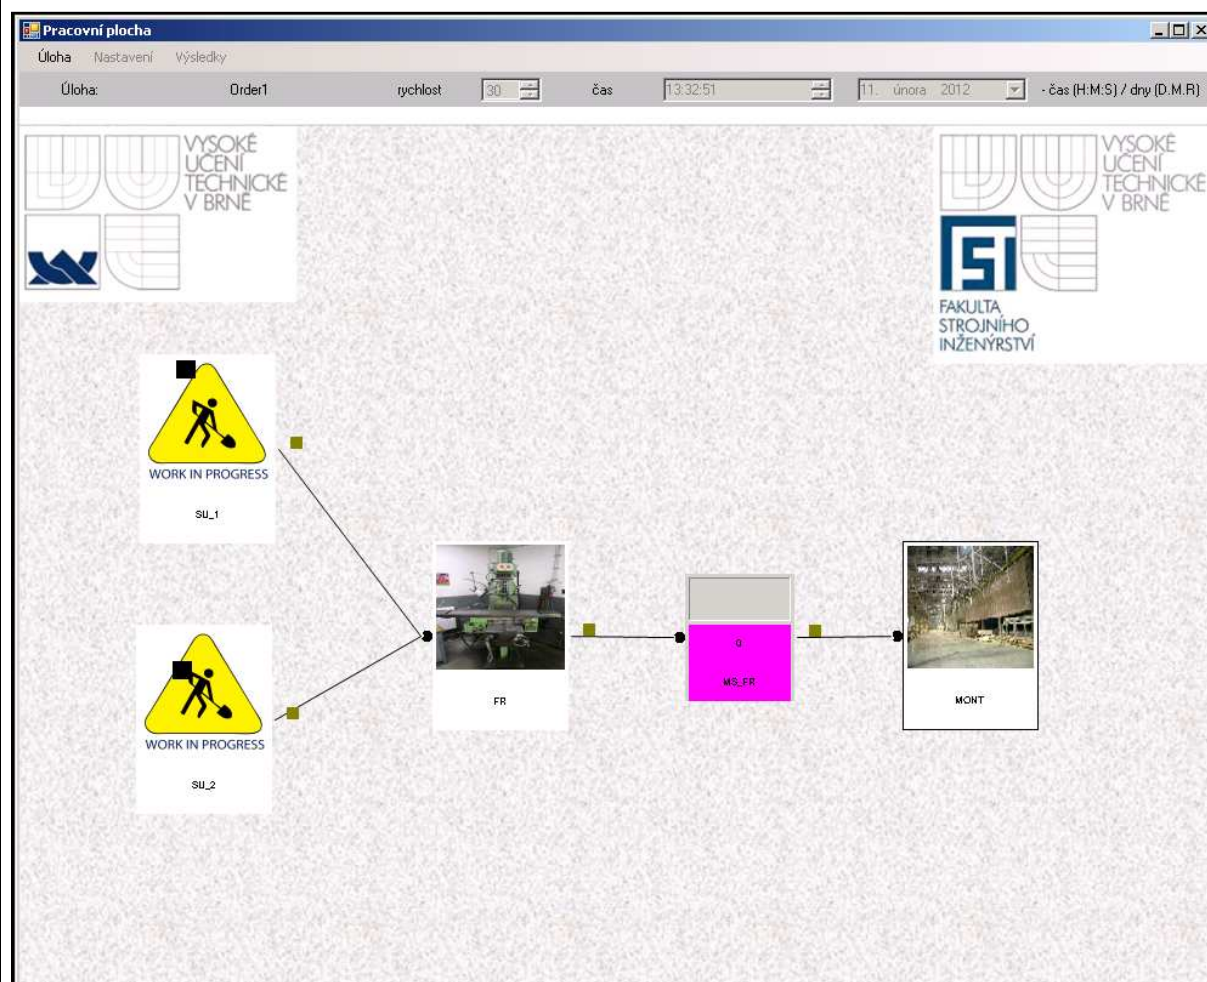 Pracovní plocha
Úloha Nastavení Výsledky
Úloha: Order1 rychlost 30 čas 13:32:51 11. února 2012 - čas (H:M:S) / dny (D.M.R)
VYSOKÉ
UČENÍ
TECHNICKÉ
V BRNĚ
VYSOKÉ
UČENÍ
TECHNICKÉ
V BRNĚ
FAKULTA
STROJNÍHO
INŽENÝRSTVÍ
WORK IN PROGRESS
SU_1
FR
0
MS_FR
MONT
WORK IN PROGRESS
SU_2